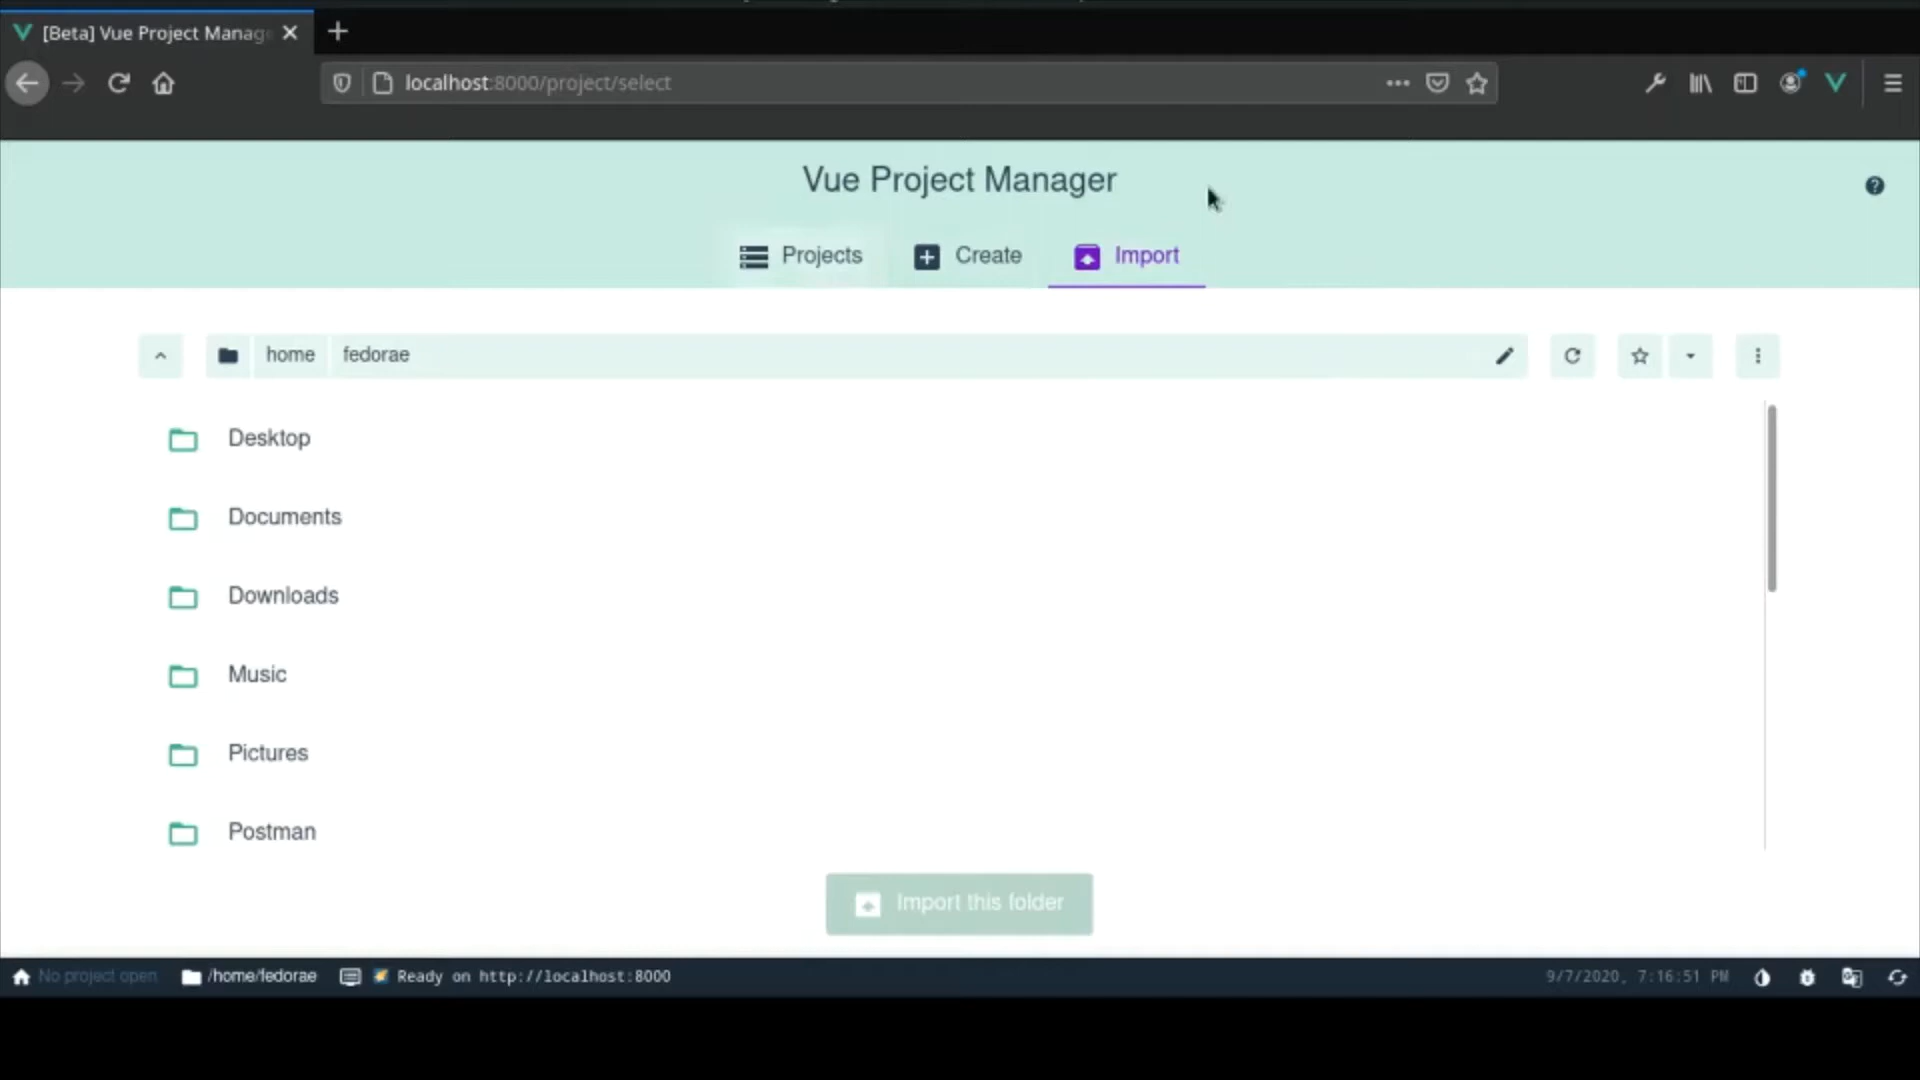 [Beta] Vue Project Manag
localhost:8000/project/select
Vue Project Manager
Projects
Create
Import
home
fedorae
Desktop
Documents
Downloads
Music
Pictures
Postman
Import this folder
No project open
/home/fedorae
Ready on http://localhost:8000
9/7/2020, 7:16:51 PM